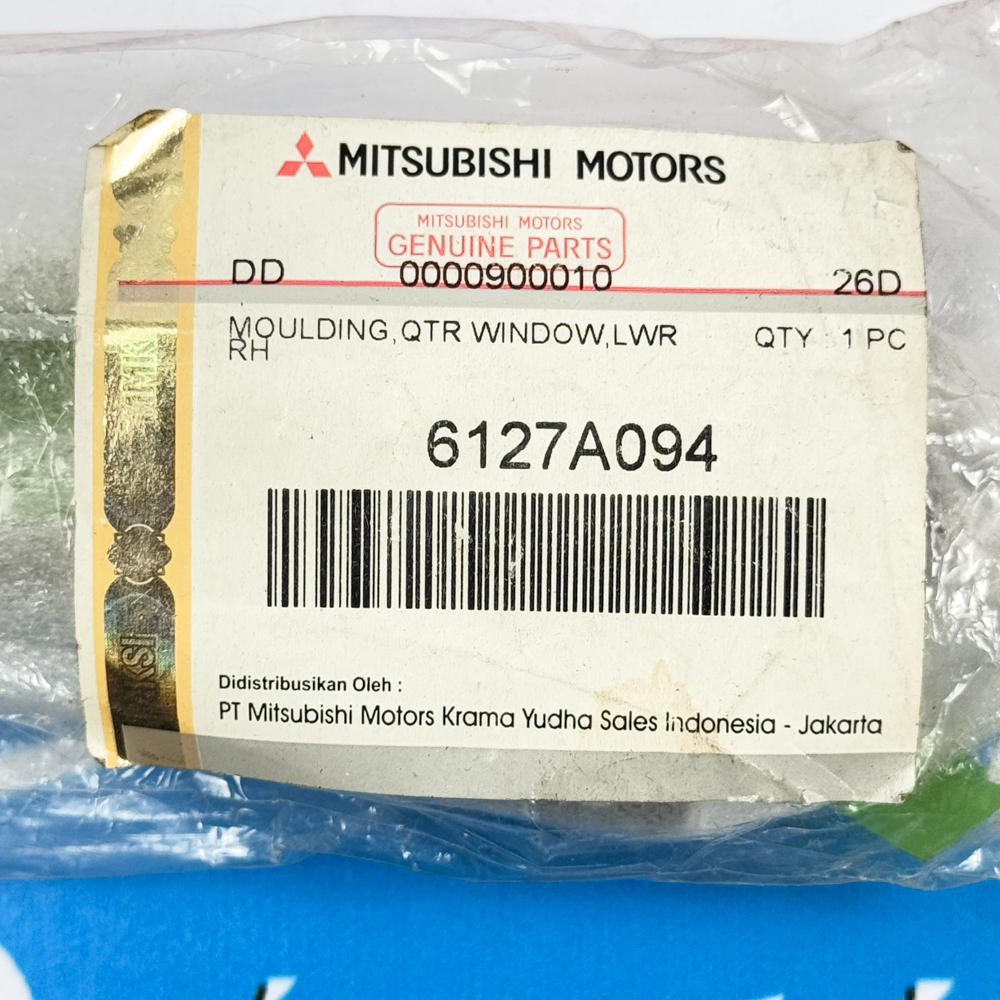 MITSUBISHI MOTORS
MITSUBISHI MOTORS
GENUINE PARTS
DD 0000900010 26D
MOULDING,QTR WINDOW,LWR QTY : 1 PC
RH
6127A094
Didistribusikan Oleh :
PT Mitsubishi Motors Krama Yudha Sales Indonesia - Jakarta